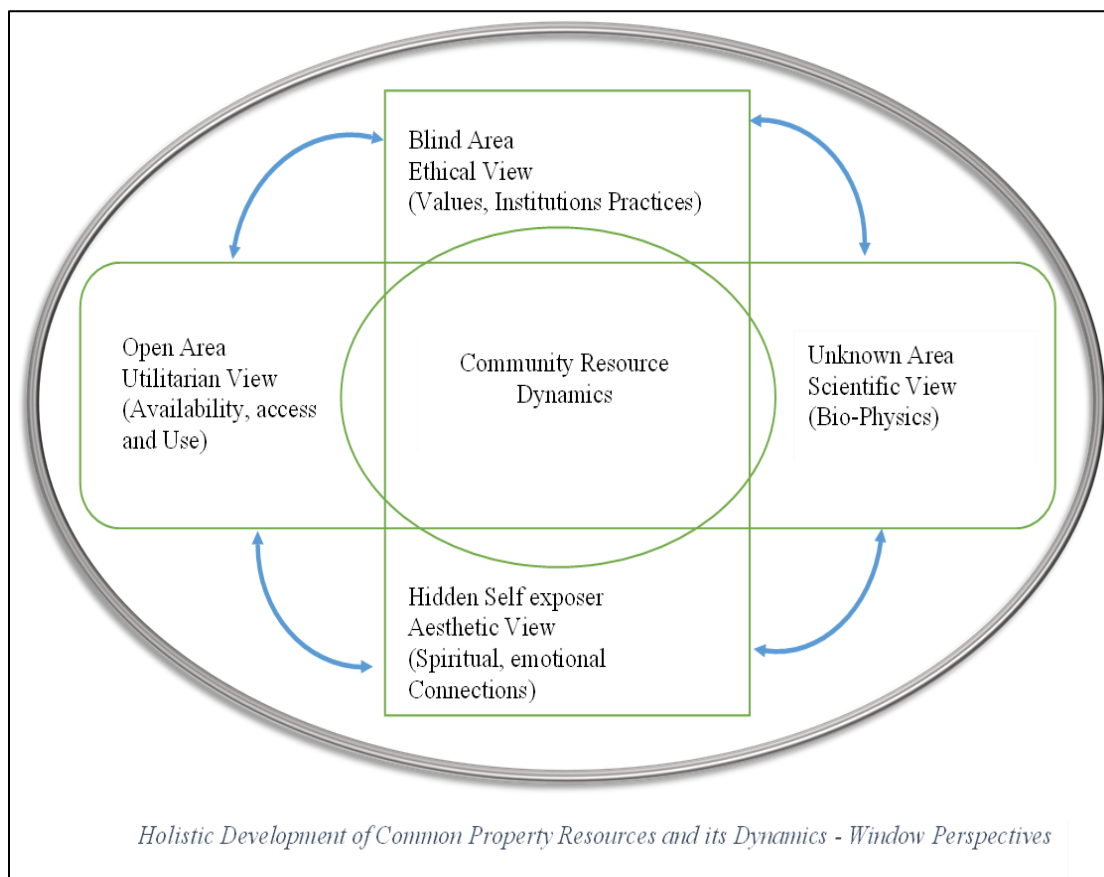 Blind Area
Ethical View
(Values, Institutions Practices)
Open Area
Utilitarian View
(Availability, access
and Use)
Community Resource
Dynamics
Unknown Area
Scientific View
(Bio-Physics)
Hidden Self exposer
Aesthetic View
(Spiritual, emotional
Connections)
Holistic Development of Common Property Resources and its Dynamics - Window Perspectives